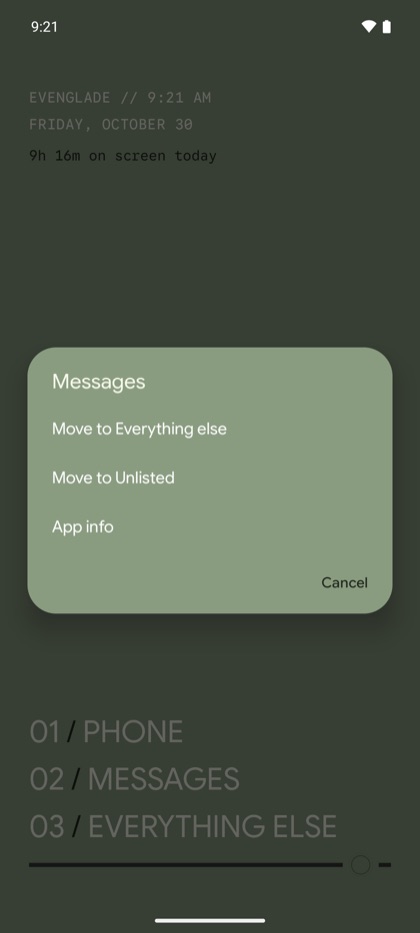 9:21
EVENGLADE // 9:21 AM
FRIDAY, OCTOBER 30
9h 16m on screen today
Messages
Move to Everything else
Move to Unlisted
App info
Cancel
01 / PHONE
02 / MESSAGES
03 / EVERYTHING ELSE